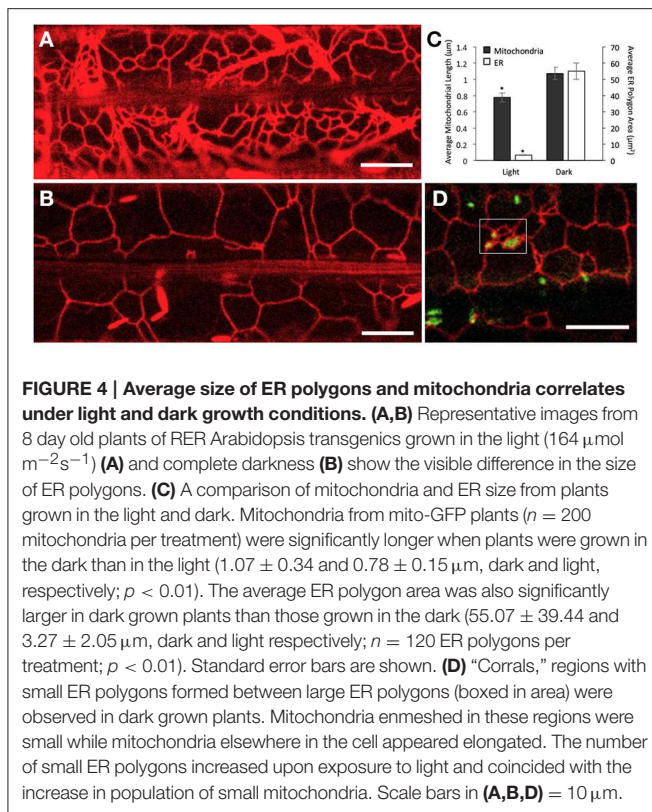 A
B
C
Mitochondria
ER
Average Mitochondrial Length (µm)
1.4
1.2
1
0.8
0.6
0.4
0.2
0
*
*
Light
Dark
70
60
50
40
30
20
10
0
Average ER Polygon Area (µm²)
D
FIGURE 4 | Average size of ER polygons and mitochondria correlates
under light and dark growth conditions. (A,B) Representative images from
8 day old plants of RER Arabidopsis transgenics grown in the light (164 µmol
m−2s−1) (A) and complete darkness (B) show the visible difference in the size
of ER polygons. (C) A comparison of mitochondria and ER size from plants
grown in the light and dark. Mitochondria from mito-GFP plants (n = 200
mitochondria per treatment) were significantly longer when plants were grown in
the dark than in the light (1.07 ± 0.34 and 0.78 ± 0.15 µm, dark and light,
respectively; p < 0.01). The average ER polygon area was also significantly
larger in dark grown plants than those grown in the dark (55.07 ± 39.44 and
3.27 ± 2.05 µm, dark and light respectively; n = 120 ER polygons per
treatment; p < 0.01). Standard error bars are shown. (D) “Corrals,” regions with
small ER polygons formed between large ER polygons (boxed in area) were
observed in dark grown plants. Mitochondria enmeshed in these regions were
small while mitochondria elsewhere in the cell appeared elongated. The number
of small ER polygons increased upon exposure to light and coincided with the
increase in population of small mitochondria. Scale bars in (A,B,D) = 10 µm.